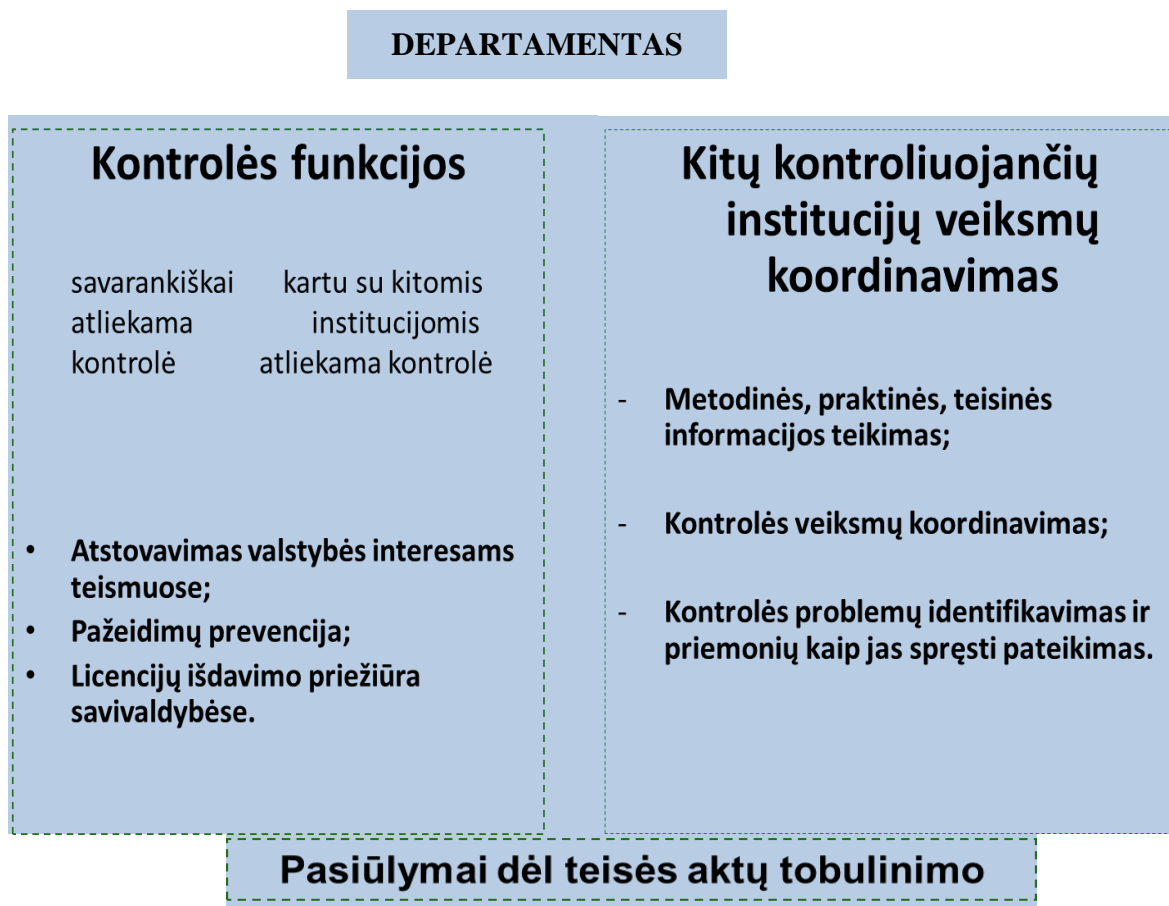 DEPARTAMENTAS
Kontrolės funkcijos
savarankiškai
atliekama
kontrolė
kartu su kitomis
institucijomis
atliekama kontrolė
• Atstovavimas valstybės interesams
teismuose;
• Pažeidimų prevencija;
• Licencijų išdavimo priežiūra
savivaldybėse.
Kitų kontroliuojančių
institucijų veiksmų
koordinavimas
- Metodinės, praktinės, teisinės
informacijos teikimas;
- Kontrolės veiksmų koordinavimas;
- Kontrolės problemų identifikavimas ir
priemonių kaip jas spręsti pateikimas.
Pasiūlymai dėl teisės aktų tobulinimo